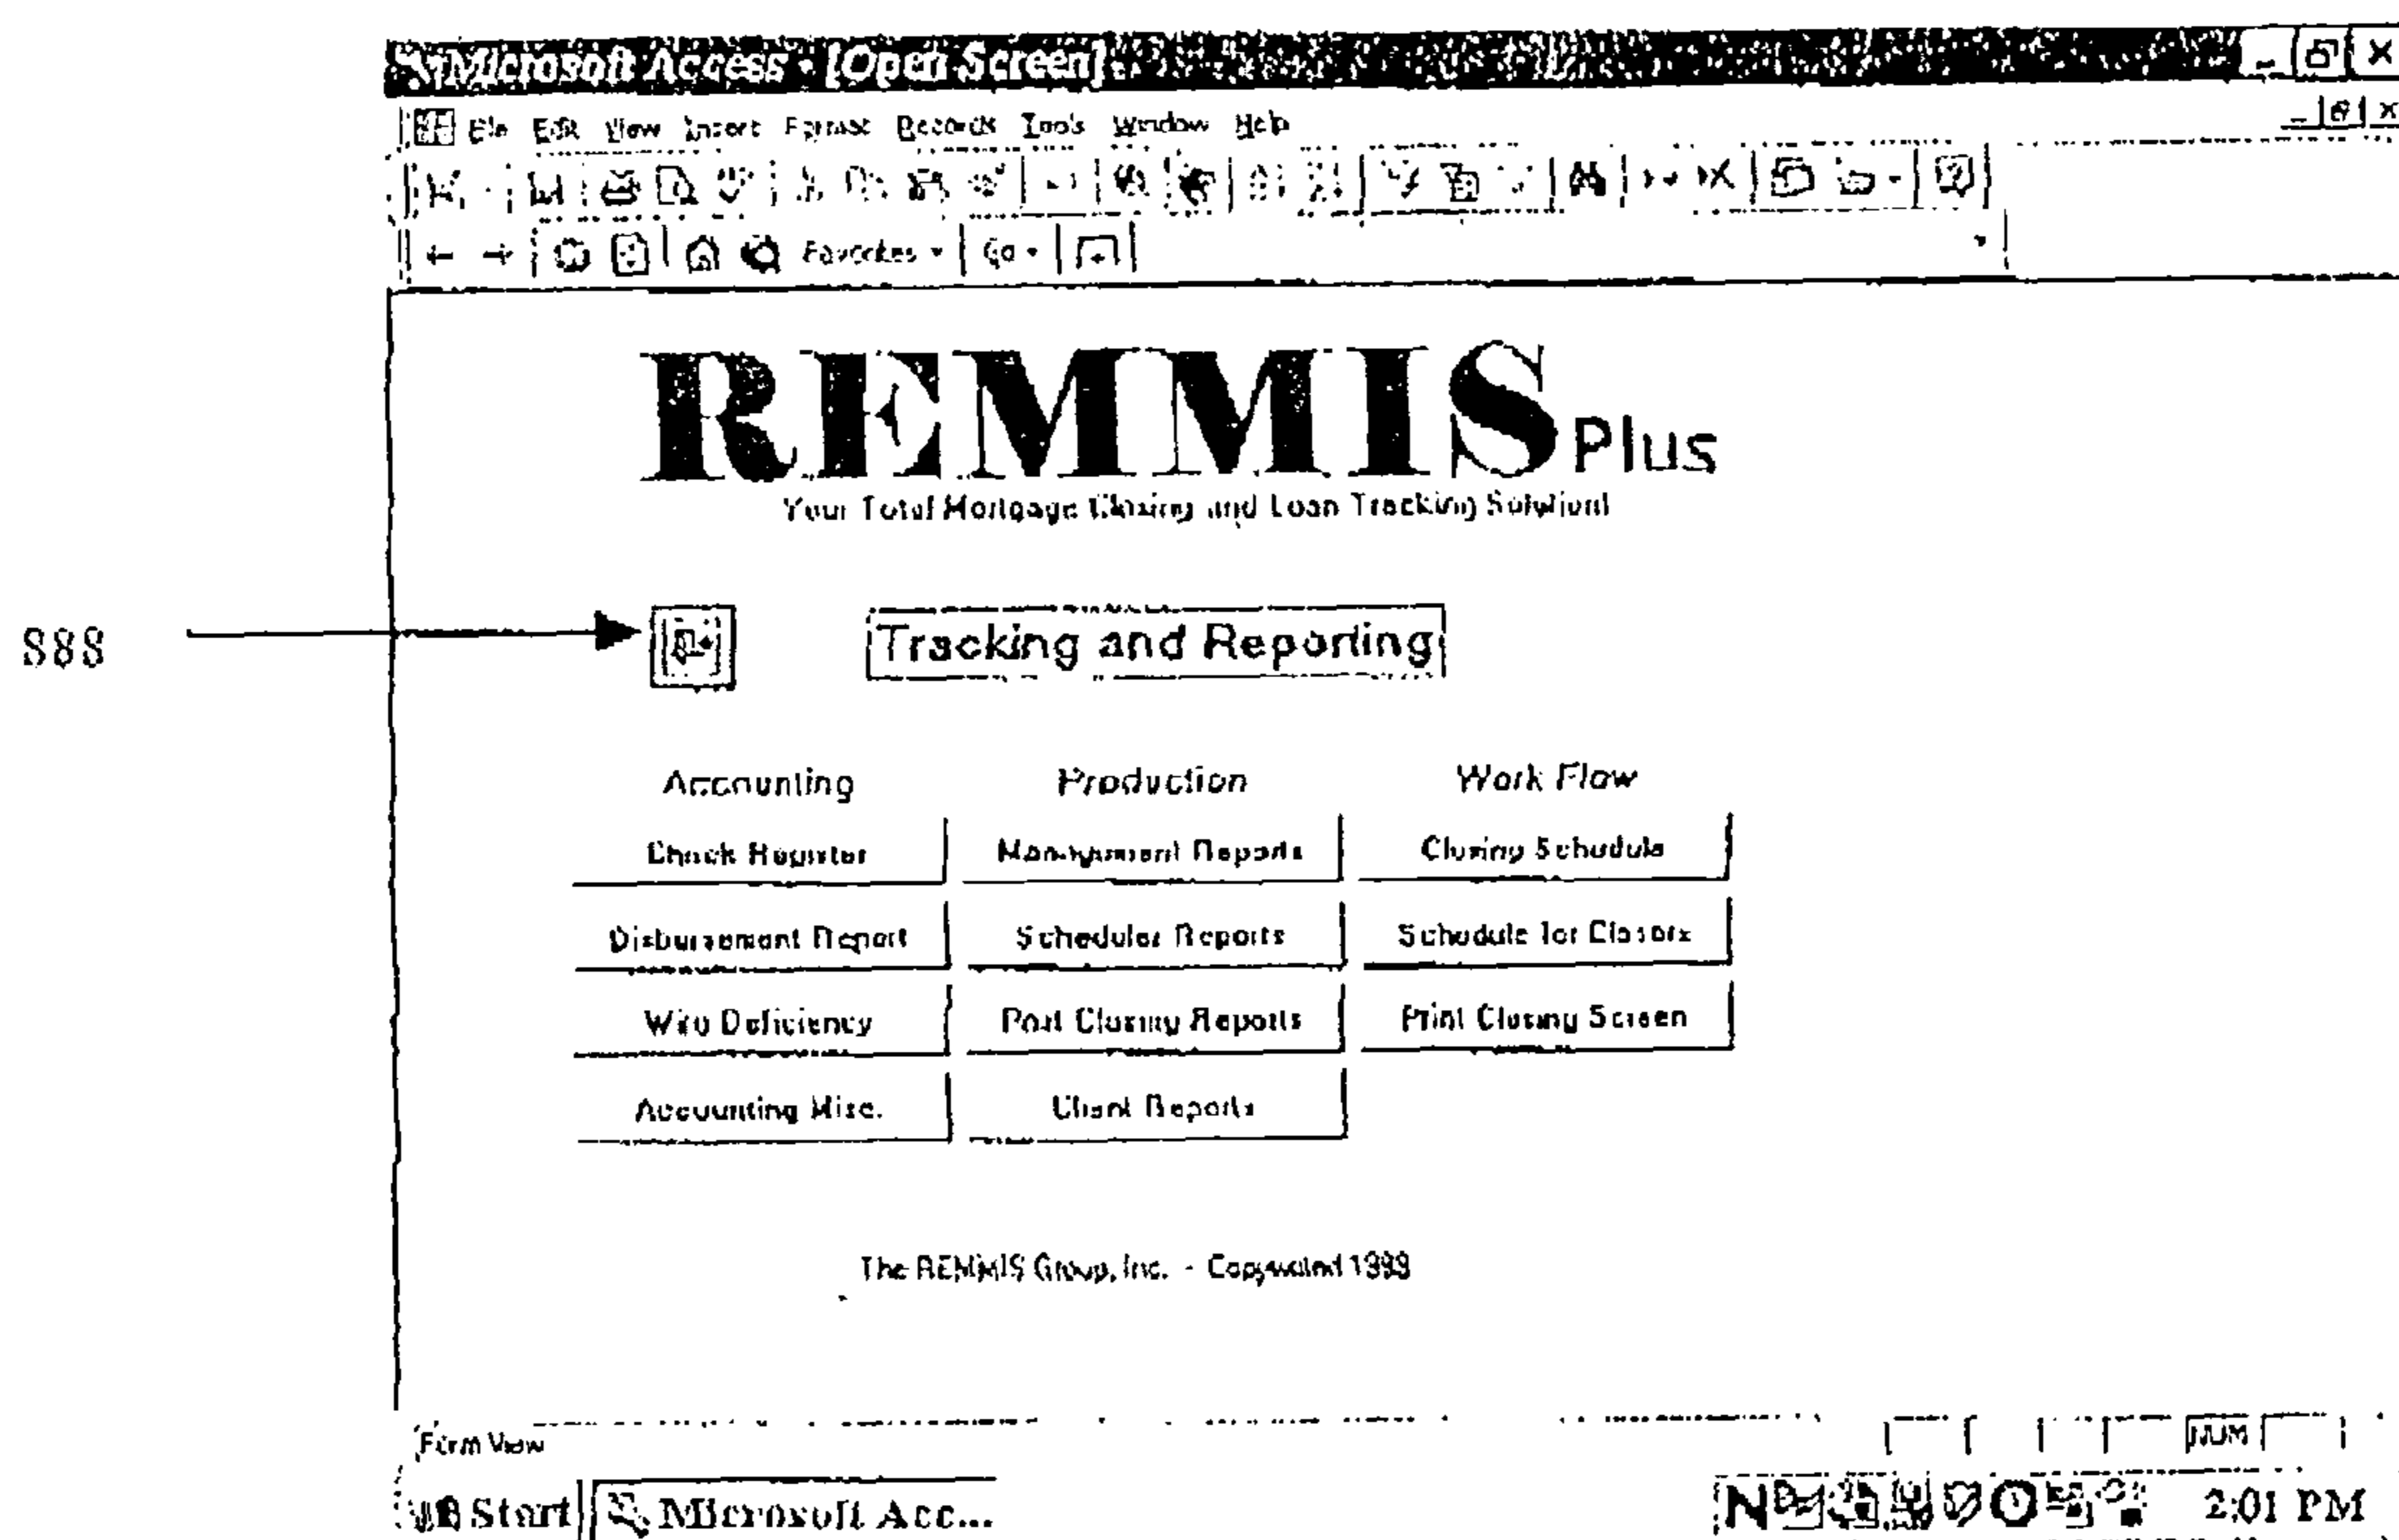 Microsoft Access - [Open Screen]
File Edit View Insert Format Records Tools Window Help
Favorites Go
REMMIS Plus
Your Total Mortgage Closing and Loan Tracking Solution!
888
Tracking and Reporting
Accounting Production Work Flow
Check Register Management Reports Closing Schedule
Disbursement Report Scheduler Reports Schedule for Closers
Wire Deficiency Post Closing Reports Print Closing Screen
Accounting Misc. Client Reports
The REMMIS Group, Inc. - Copyrighted
Form View NUM
Start Microsoft Acc... N 2:01 PM